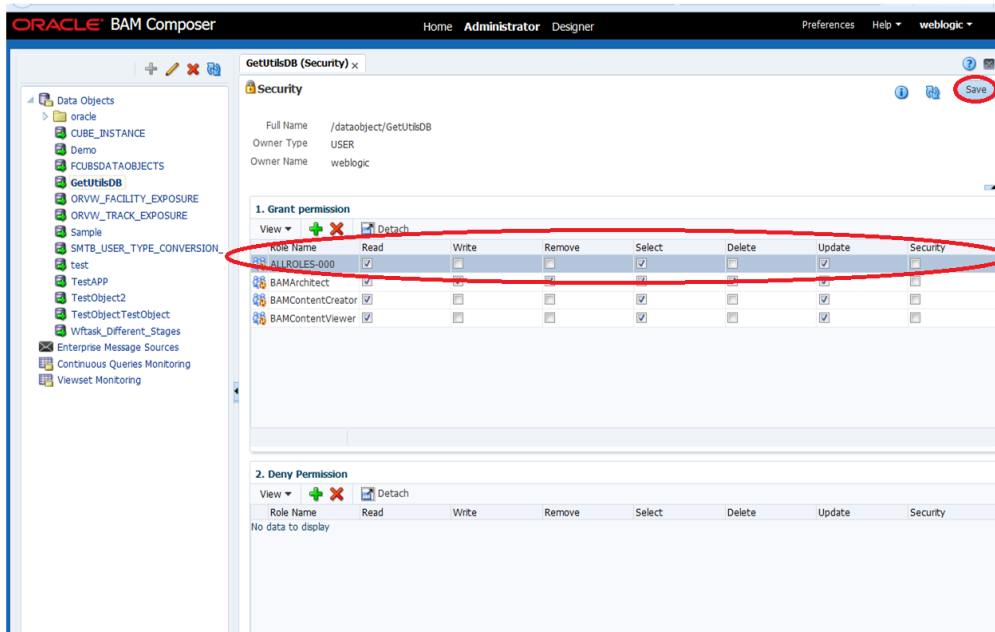 ORACLE® BAM Composer Home Administrator Designer Preferences Help weblogic
GetUtilsDB (Security)
Security
Save
Full Name /dataobject/GetUtilsDB
Owner Type USER
Owner Name weblogic
Data Objects
oracle
CUBE_INSTANCE
Demo
FCUBSDATAOBJECTS
GetUtilsDB
ORVW_FACILITY_EXPOSURE
ORVW_TRACK_EXPOSURE
Sample
SMTB_USER_TYPE_CONVERSION_
test
TestAPP
TestObject2
TestObjectTestObject
Wftask_Different_Stages
Enterprise Message Sources
Continuous Queries Monitoring
Viewset Monitoring
1. Grant permission
View Detach
Role Name Read Write Remove Select Delete Update Security
ALLROLES-000
BAMArchitect
BAMContentCreator
BAMContentViewer
2. Deny Permission
View Detach
Role Name Read Write Remove Select Delete Update Security
No data to display